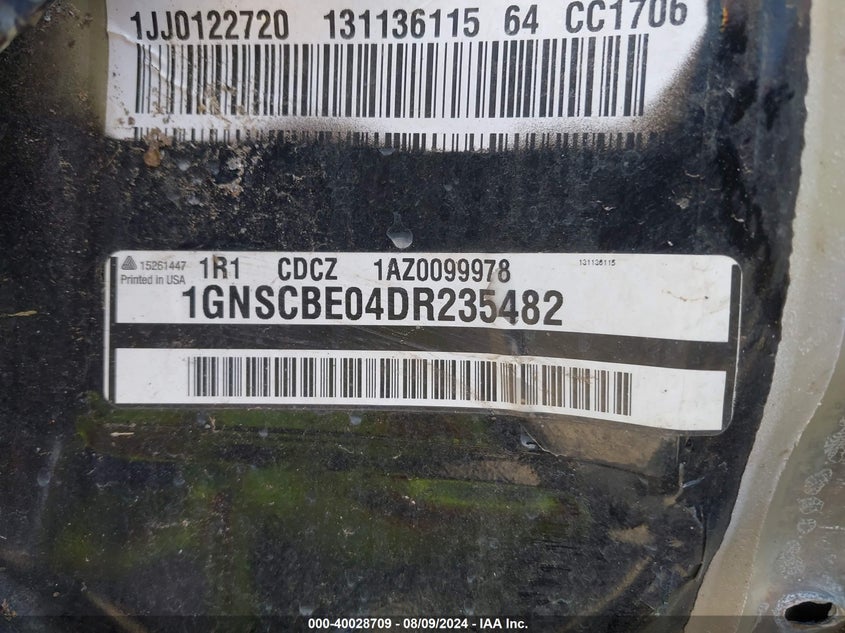 1JJ0122720 131136115 64 CC1706
15261447 1R1 CDCZ 1AZ0099978 131136115
Printed in USA
1GNSCBE04DR235482
000-40028709 - 08/09/2024 - IAA Inc.